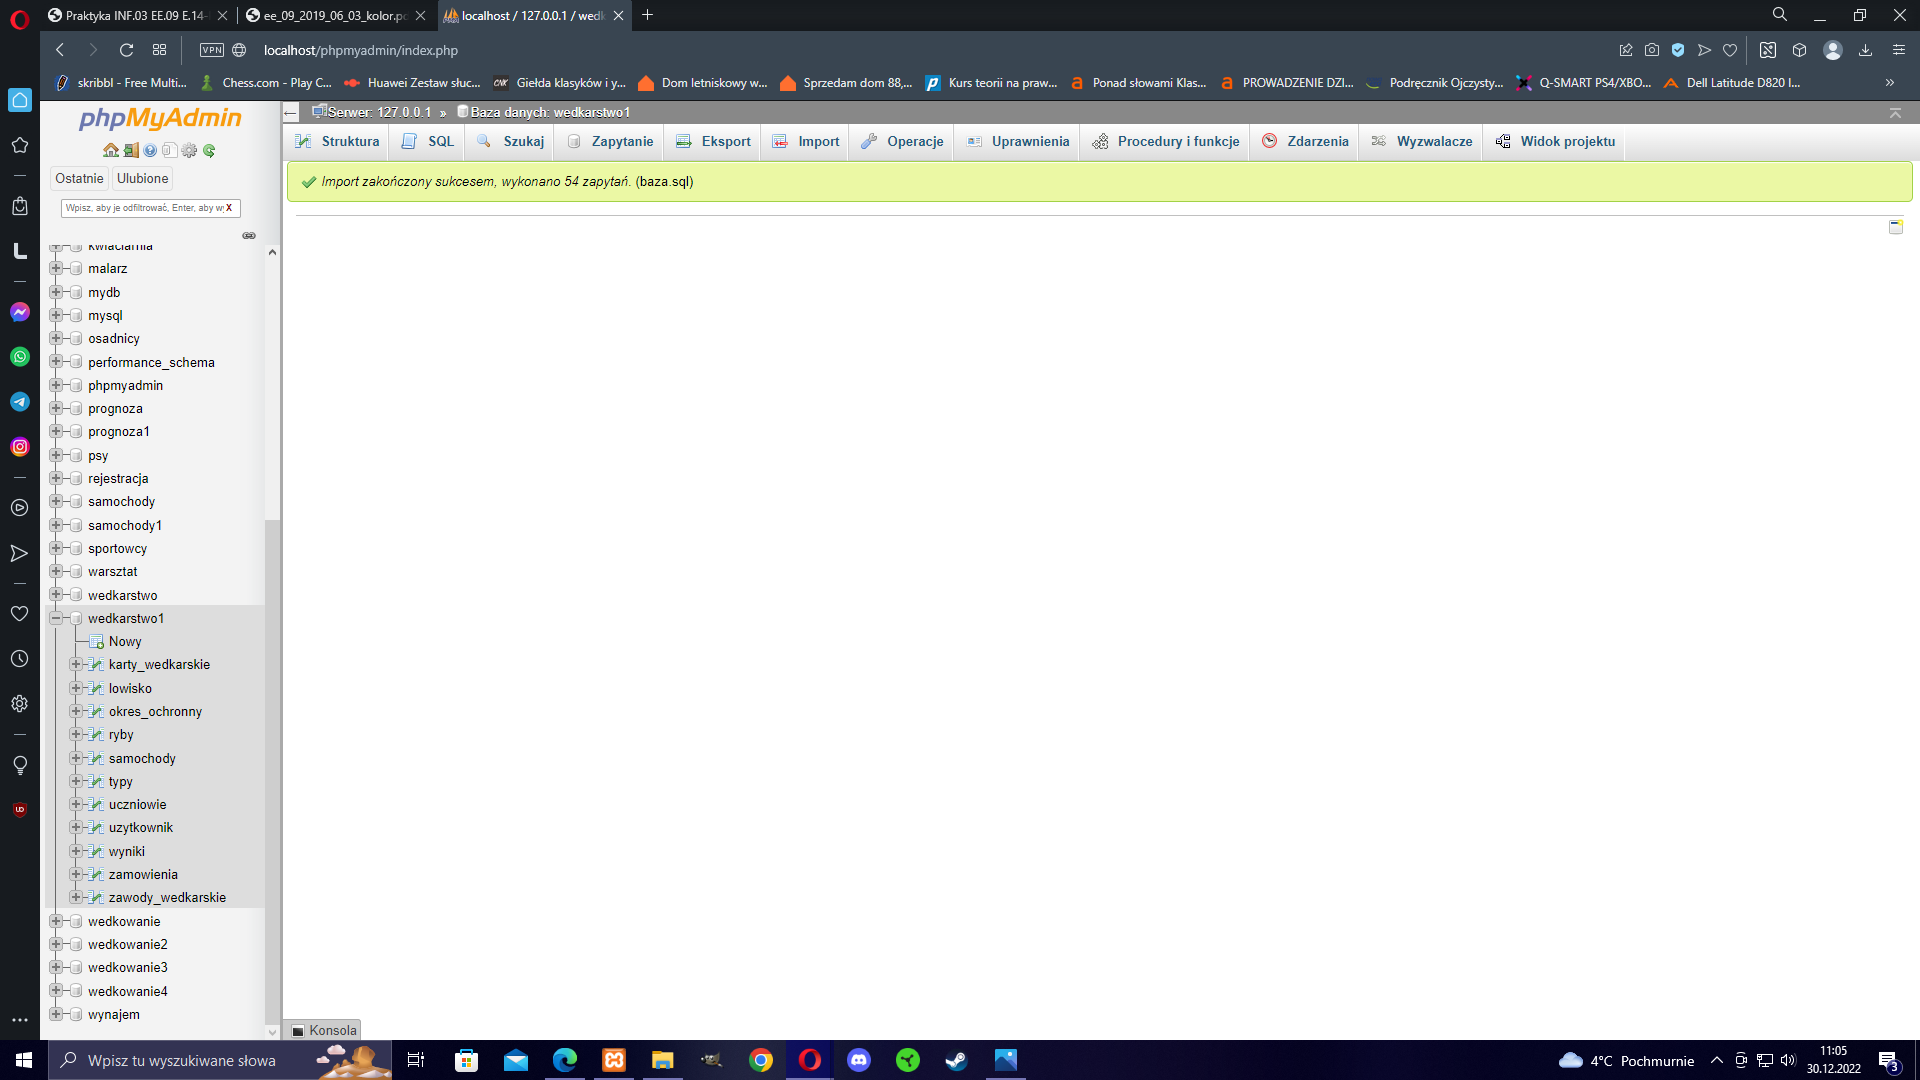 Praktyka INF.03 EE.09 E.14-
ee_09_2019_06_03_kolor.pd
localhost / 127.0.0.1 / wedk
VPN
localhost/phpmyadmin/index.php
skribbl - Free Multi...
Chess.com - Play C...
Huawei Zestaw słuc...
Giełda klasyków i y...
Dom letniskowy w...
Sprzedam dom 88,...
Kurs teorii na praw...
Ponad słowami Klas...
PROWADZENIE DZI...
Podręcznik Ojczysty...
Q-SMART PS4/XBO...
Dell Latitude D820 I...
»
phpMyAdmin
Ostatnie
Ulubione
Wpisz, aby je odfiltrować, Enter, aby wy
X
kwiaciarnia
malarz
mydb
mysql
osadnicy
performance_schema
phpmyadmin
prognoza
prognoza1
psy
rejestracja
samochody
samochody1
sportowcy
warsztat
wedkarstwo
wedkarstwo1
Nowy
karty_wedkarskie
lowisko
okres_ochronny
ryby
samochody
typy
uczniowie
uzytkownik
wyniki
zamowienia
zawody_wedkarskie
wedkowanie
wedkowanie2
wedkowanie3
wedkowanie4
wynajem
Serwer: 127.0.0.1 » Baza danych: wedkarstwo1
Struktura
SQL
Szukaj
Zapytanie
Eksport
Import
Operacje
Uprawnienia
Procedury i funkcje
Zdarzenia
Wyzwalacze
Widok projektu
Import zakończony sukcesem, wykonano 54 zapytań. (baza.sql)
Konsola
Wpisz tu wyszukiwane słowa
4°C Pochmurnie
11:05
30.12.2022
3